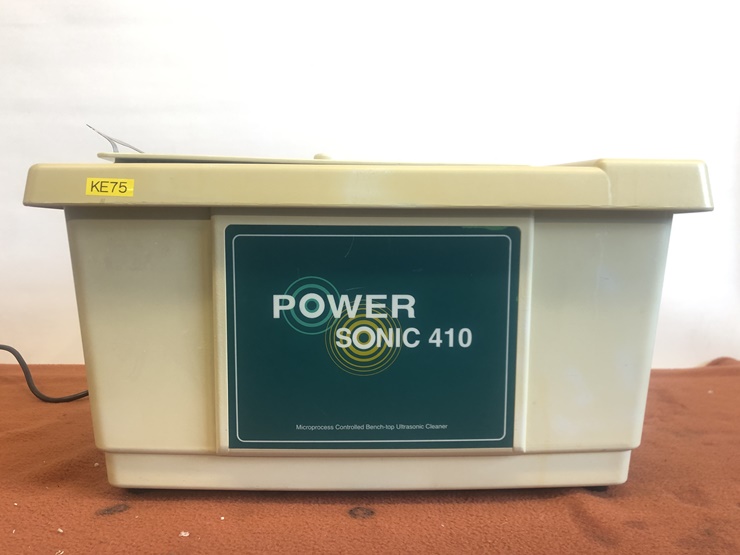 KE75
POWER
SONIC 410
Microprocess Controlled Bench-top Ultrasonic Cleaner